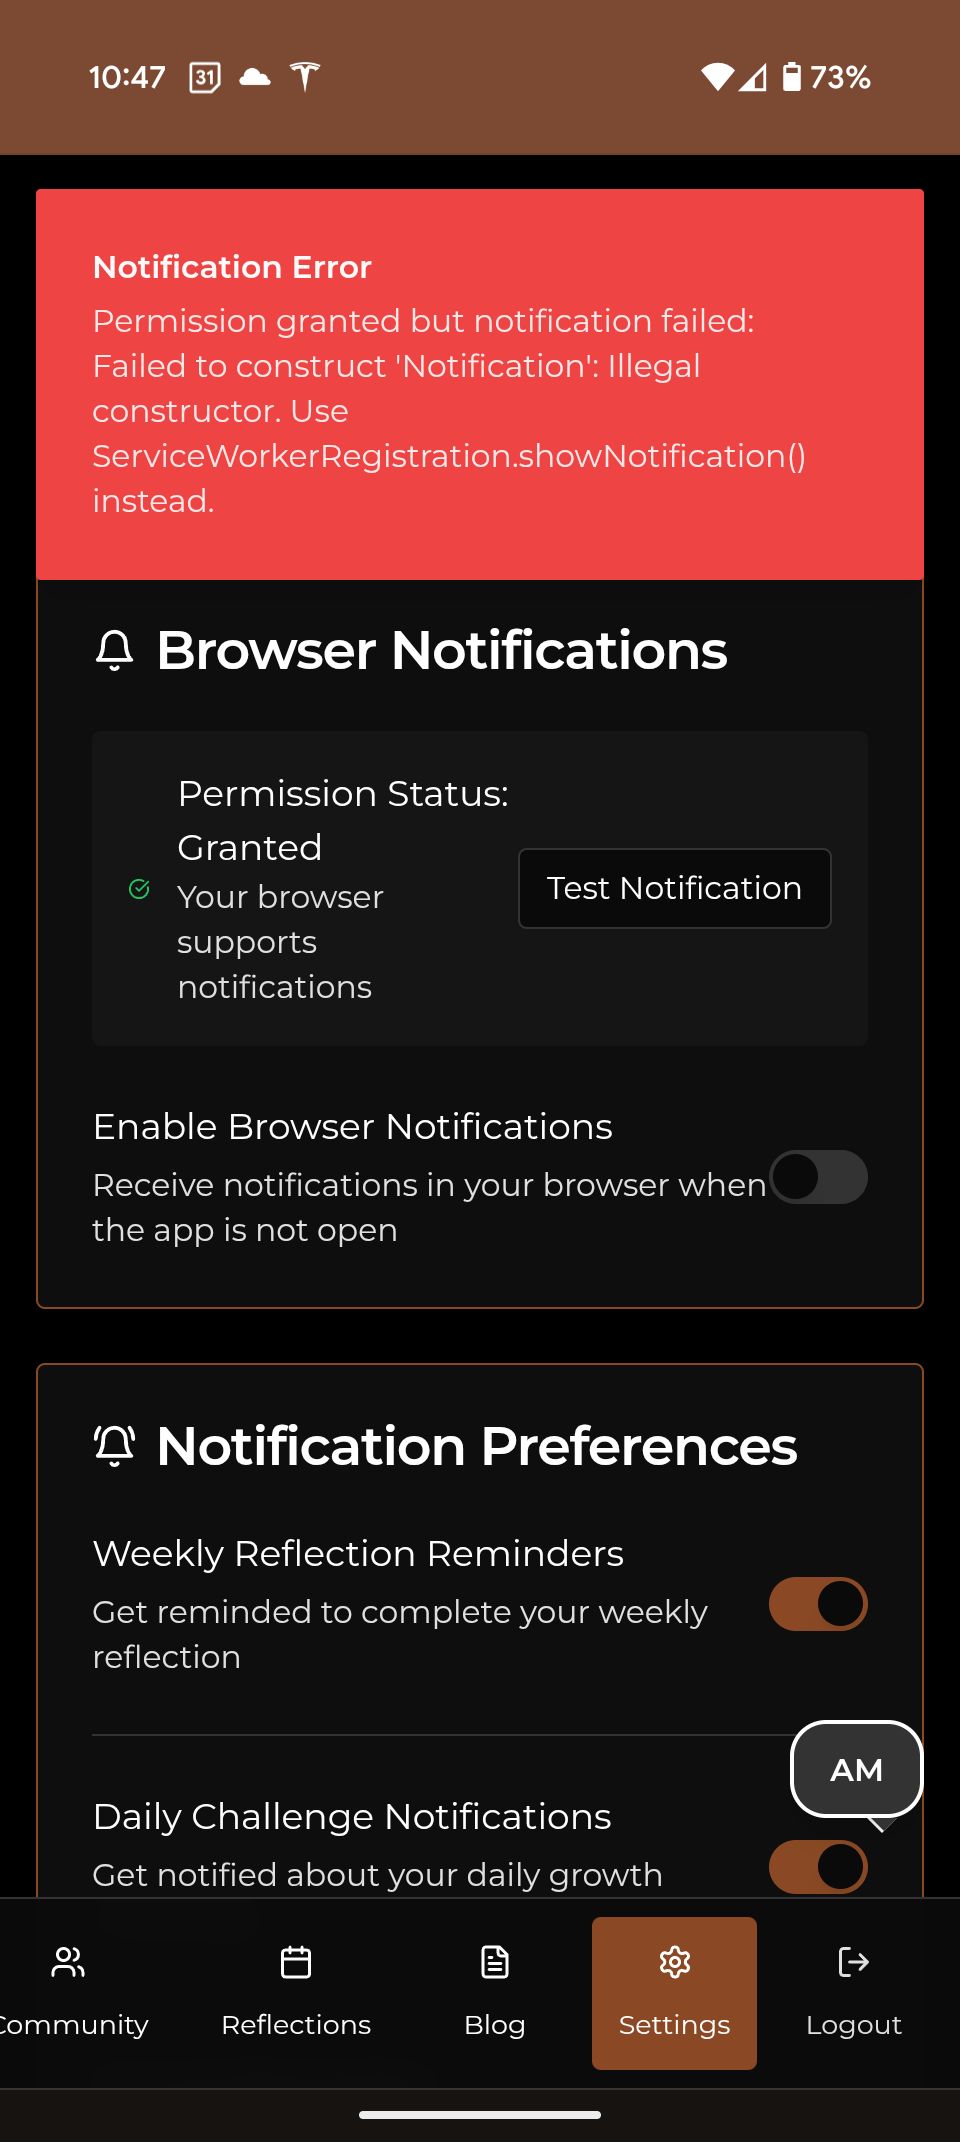 10:47 31 73%
Notification Error
Permission granted but notification failed:
Failed to construct 'Notification': Illegal
constructor. Use
ServiceWorkerRegistration.showNotification()
instead.
Browser Notifications
Permission Status:
Granted
Your browser
supports
notifications
Test Notification
Enable Browser Notifications
Receive notifications in your browser when
the app is not open
Notification Preferences
Weekly Reflection Reminders
Get reminded to complete your weekly
reflection
AM
Daily Challenge Notifications
Get notified about your daily growth
Community Reflections Blog Settings Logout